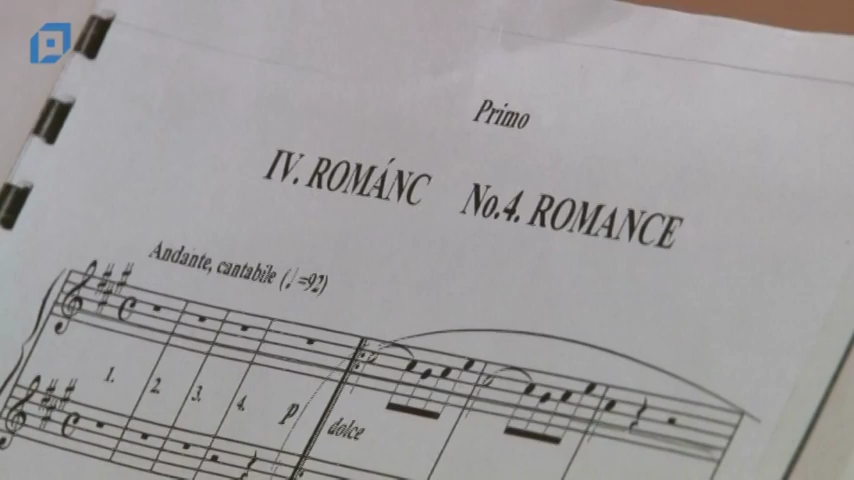 Primo
IV. ROMÁNC No.4. ROMANCE
Andante, cantabile (♩=92)
1. 2. 3. 4.
p dolce